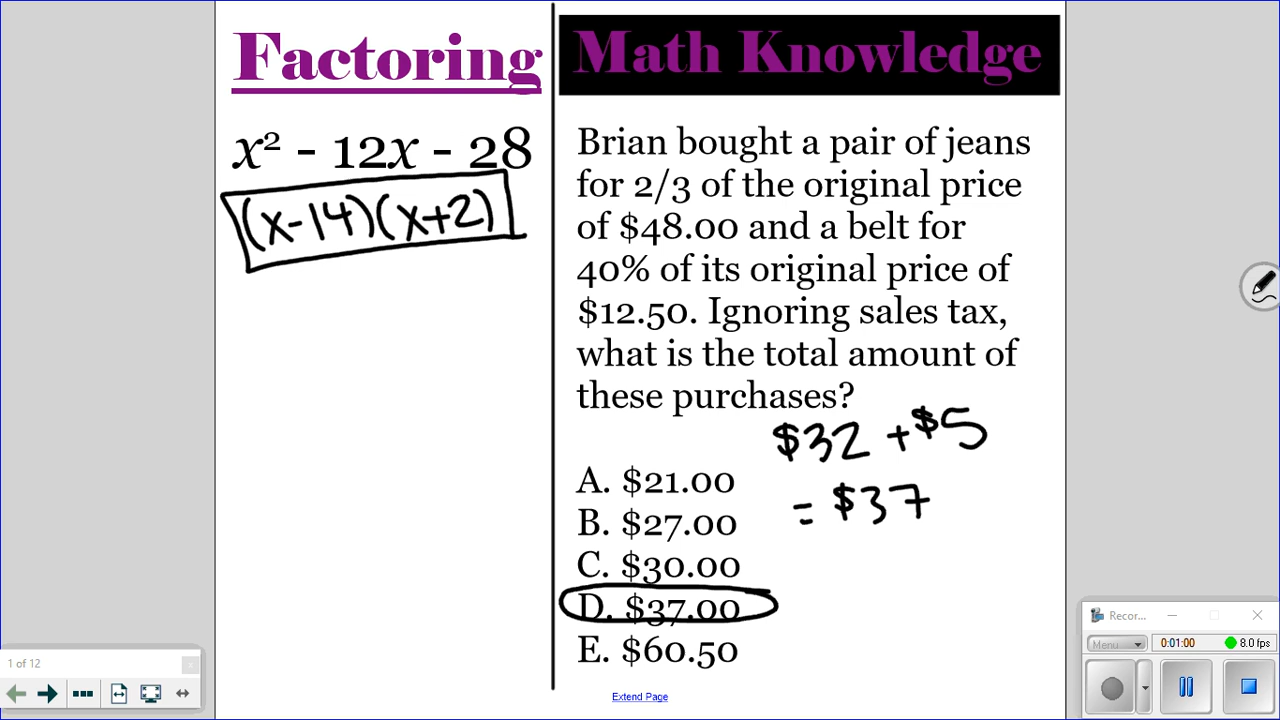 Factoring
x² - 12x - 28
(x-14)(x+2)
Math Knowledge
Brian bought a pair of jeans
for 2/3 of the original price
of $48.00 and a belt for
40% of its original price of
$12.50. Ignoring sales tax,
what is the total amount of
these purchases?
$32 + $5
= $37
A. $21.00
B. $27.00
C. $30.00
D. $37.00
E. $60.50
Extend Page
1 of 12
x
Recor...
Menu
0:01:00
8.0 fps